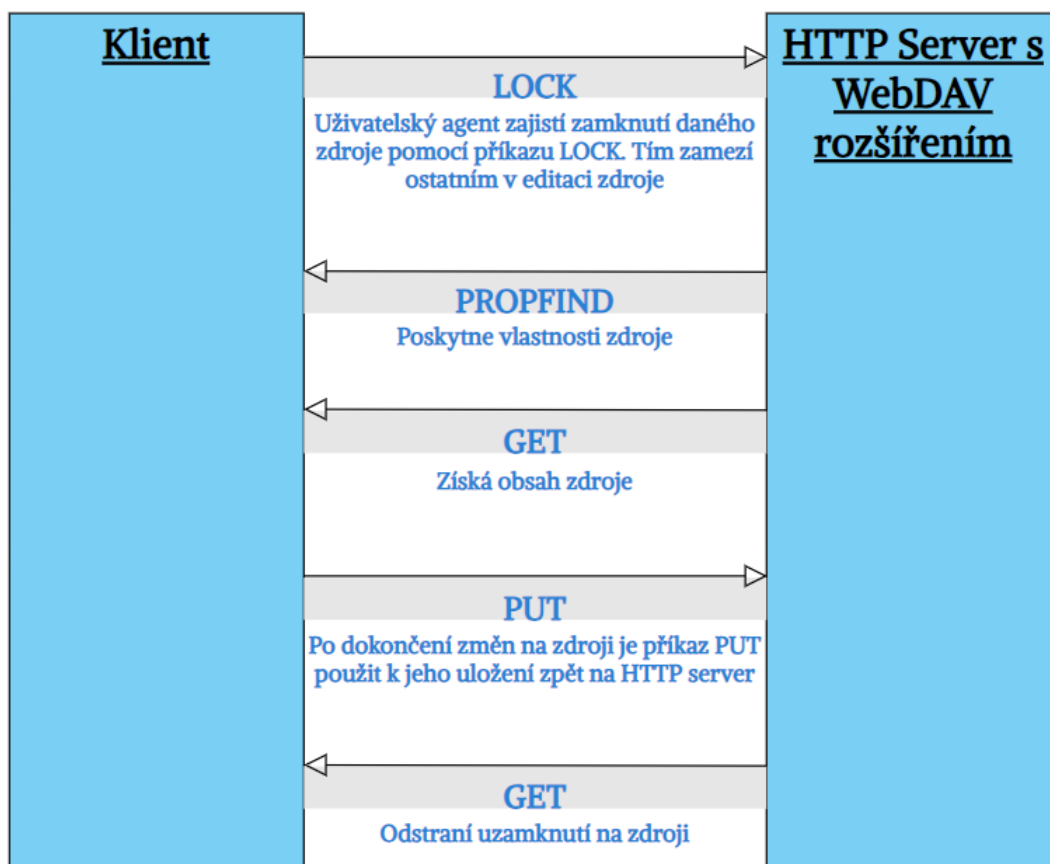 Klient
HTTP Server s
WebDAV
rozšířením
LOCK
Uživatelský agent zajistí zamknutí daného
zdroje pomocí příkazu LOCK. Tím zamezí
ostatním v editaci zdroje
PROPFIND
Poskytne vlastnosti zdroje
GET
Získá obsah zdroje
PUT
Po dokončení změn na zdroji je příkaz PUT
použit k jeho uložení zpět na HTTP server
GET
Odstraní uzamknutí na zdroji